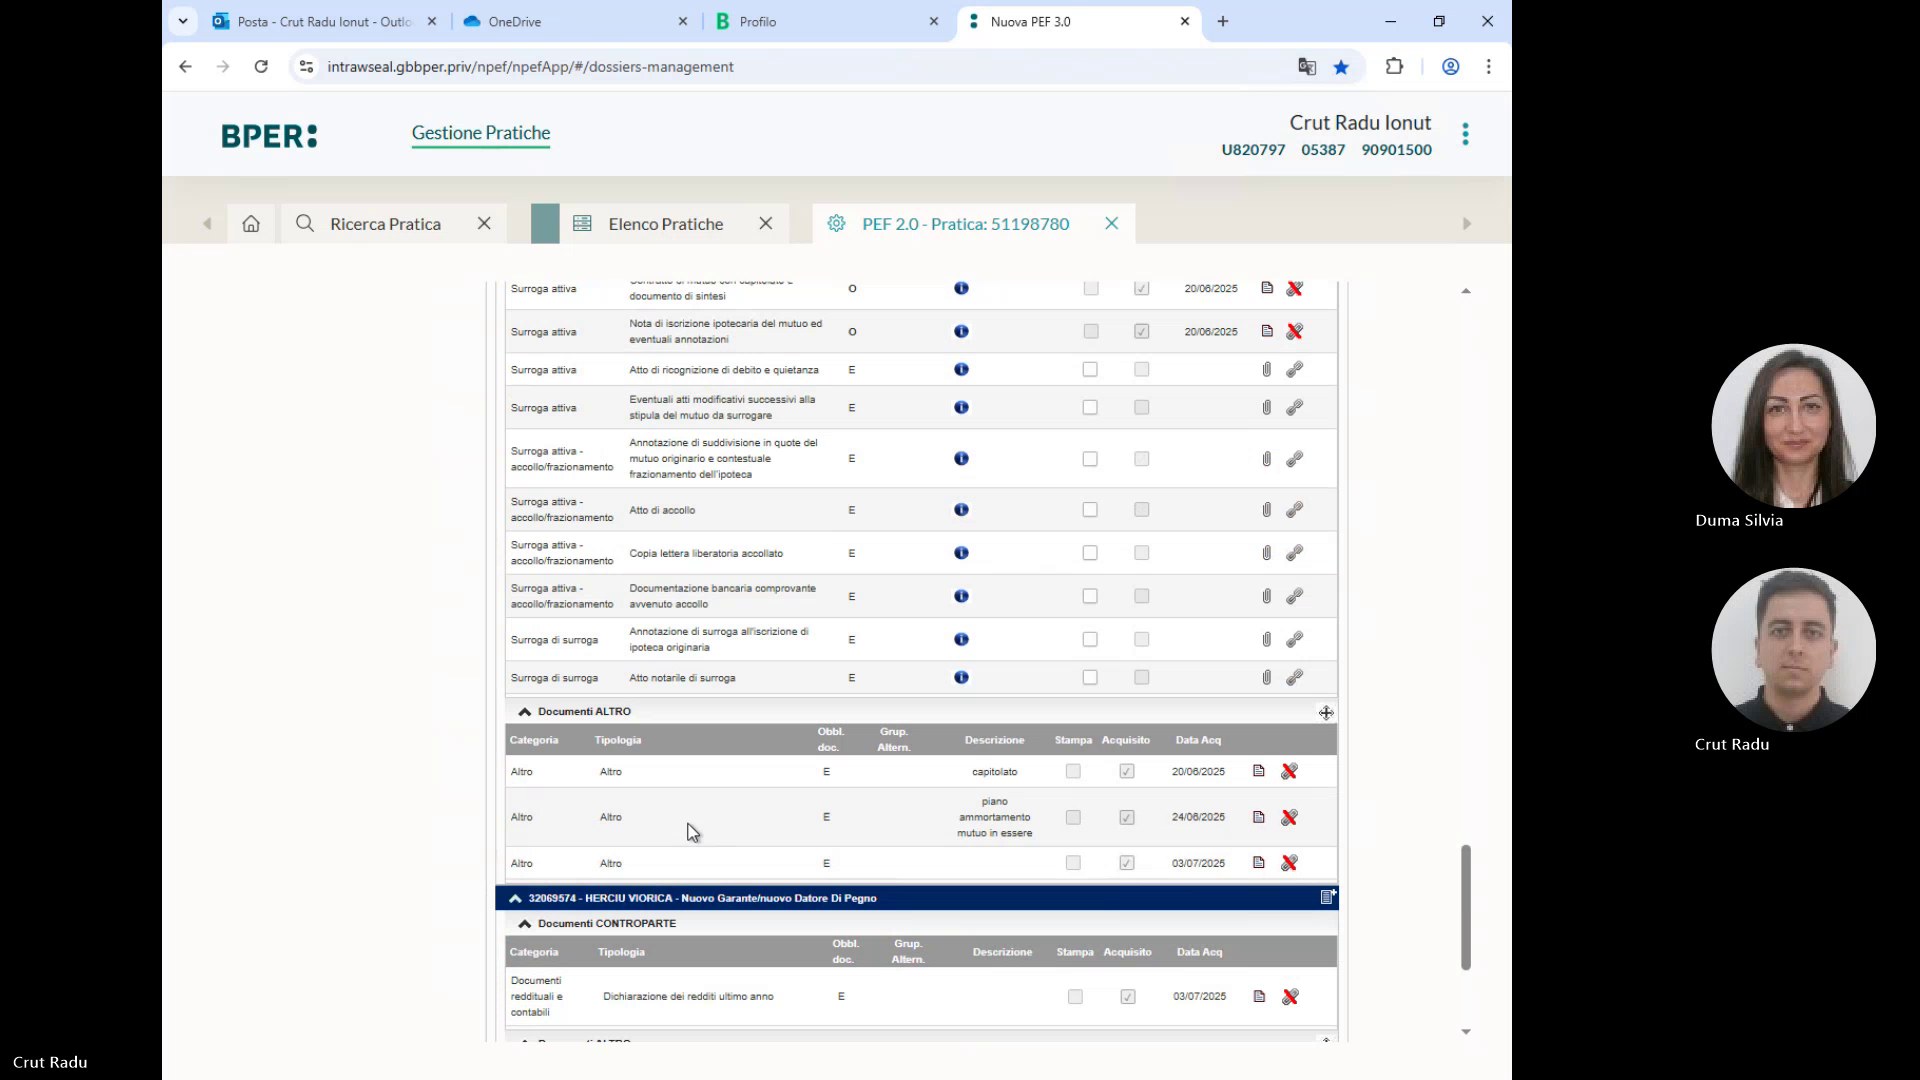 Posta - Crut Radu Ionut - Outlo
OneDrive
Profilo
Nuova PEF 3.0
intrawseal.gbbper.priv/npef/npefApp/#/dossiers-management
BPER:
Gestione Pratiche
Crut Radu Ionut
U820797 05387 90901500
Ricerca Pratica
Elenco Pratiche
PEF 2.0 - Pratica: 51198780
Surroga attiva
Contratto di mutuo con capitolato e
documento di sintesi
O
20/06/2025
Surroga attiva
Nota di iscrizione ipotecaria del mutuo ed
eventuali annotazioni
O
20/06/2025
Surroga attiva
Atto di ricognizione di debito e quietanza
E
Surroga attiva
Eventuali atti modificativi successivi alla
stipula del mutuo da surrogare
E
Surroga attiva -
accollo/frazionamento
Annotazione di suddivisione in quote del
mutuo originario e contestuale
frazionamento dell'ipoteca
E
Surroga attiva -
accollo/frazionamento
Atto di accollo
E
Surroga attiva -
accollo/frazionamento
Copia lettera liberatoria accollato
E
Surroga attiva -
accollo/frazionamento
Documentazione bancaria comprovante
avvenuto accollo
E
Surroga di surroga
Annotazione di surroga all'iscrizione di
ipoteca originaria
E
Surroga di surroga
Atto notarile di surroga
E
Documenti ALTRO
Categoria
Tipologia
Obbl.
doc.
Grup.
Altern.
Descrizione
Stampa
Acquisito
Data Acq
Altro
Altro
E
capitolato
20/06/2025
Altro
Altro
E
piano
ammortamento
mutuo in essere
24/06/2025
Altro
Altro
E
03/07/2025
32069574 - HERCIU VIORICA - Nuovo Garante/nuovo Datore Di Pegno
Documenti CONTROPARTE
Categoria
Tipologia
Obbl.
doc.
Grup.
Altern.
Descrizione
Stampa
Acquisito
Data Acq
Documenti
reddituali e
contabili
Dichiarazione dei redditi ultimo anno
E
03/07/2025
Documenti ALTRO
Duma Silvia
Crut Radu
Crut Radu